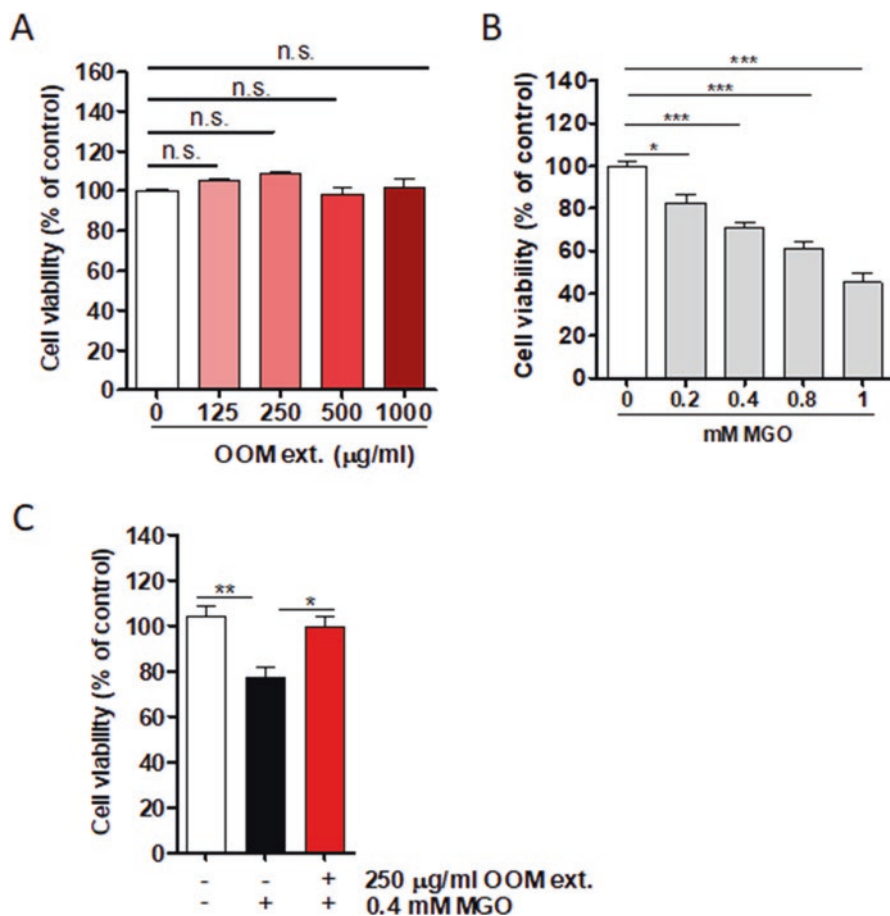 A
n.s.
n.s.
n.s.
n.s.
Cell viability (% of control)
160
140
120
100
80
60
40
20
0
0 125 250 500 1000
OOM ext. (μg/ml)
B
***
***
***
*
Cell viability (% of control)
140
120
100
80
60
40
20
0
0 0.2 0.4 0.8 1
mM MGO
C
** *
Cell viability (% of control)
140
120
100
80
60
40
20
0
- - + 250 μg/ml OOM ext.
- + + 0.4 mM MGO